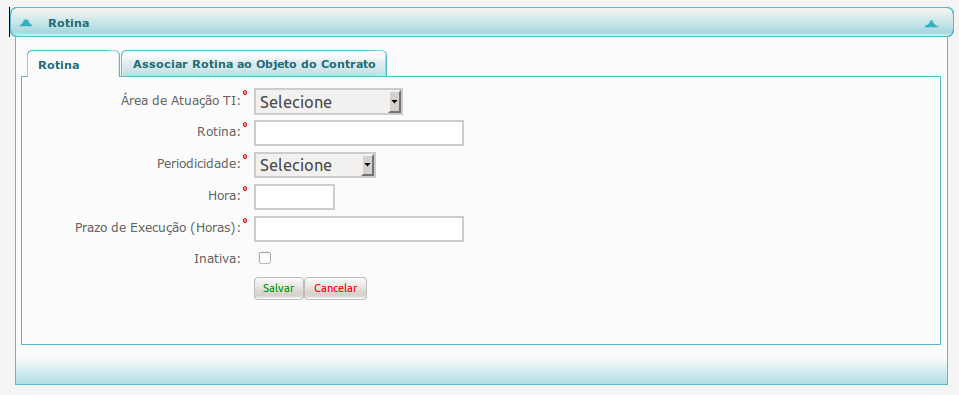 Rotina
Rotina
Associar Rotina ao Objeto do Contrato
Área de Atuação TI:
Selecione
Rotina:
Periodicidade:
Selecione
Hora:
Prazo de Execução (Horas):
Inativa:
Salvar
Cancelar